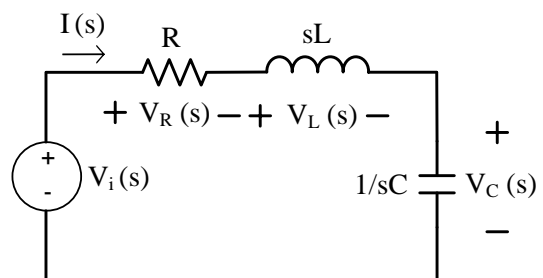 I(s)
R
sL
+ V_R(s) − + V_L(s) −
+
-
V_i(s)
1/sC
+
V_C(s)
−